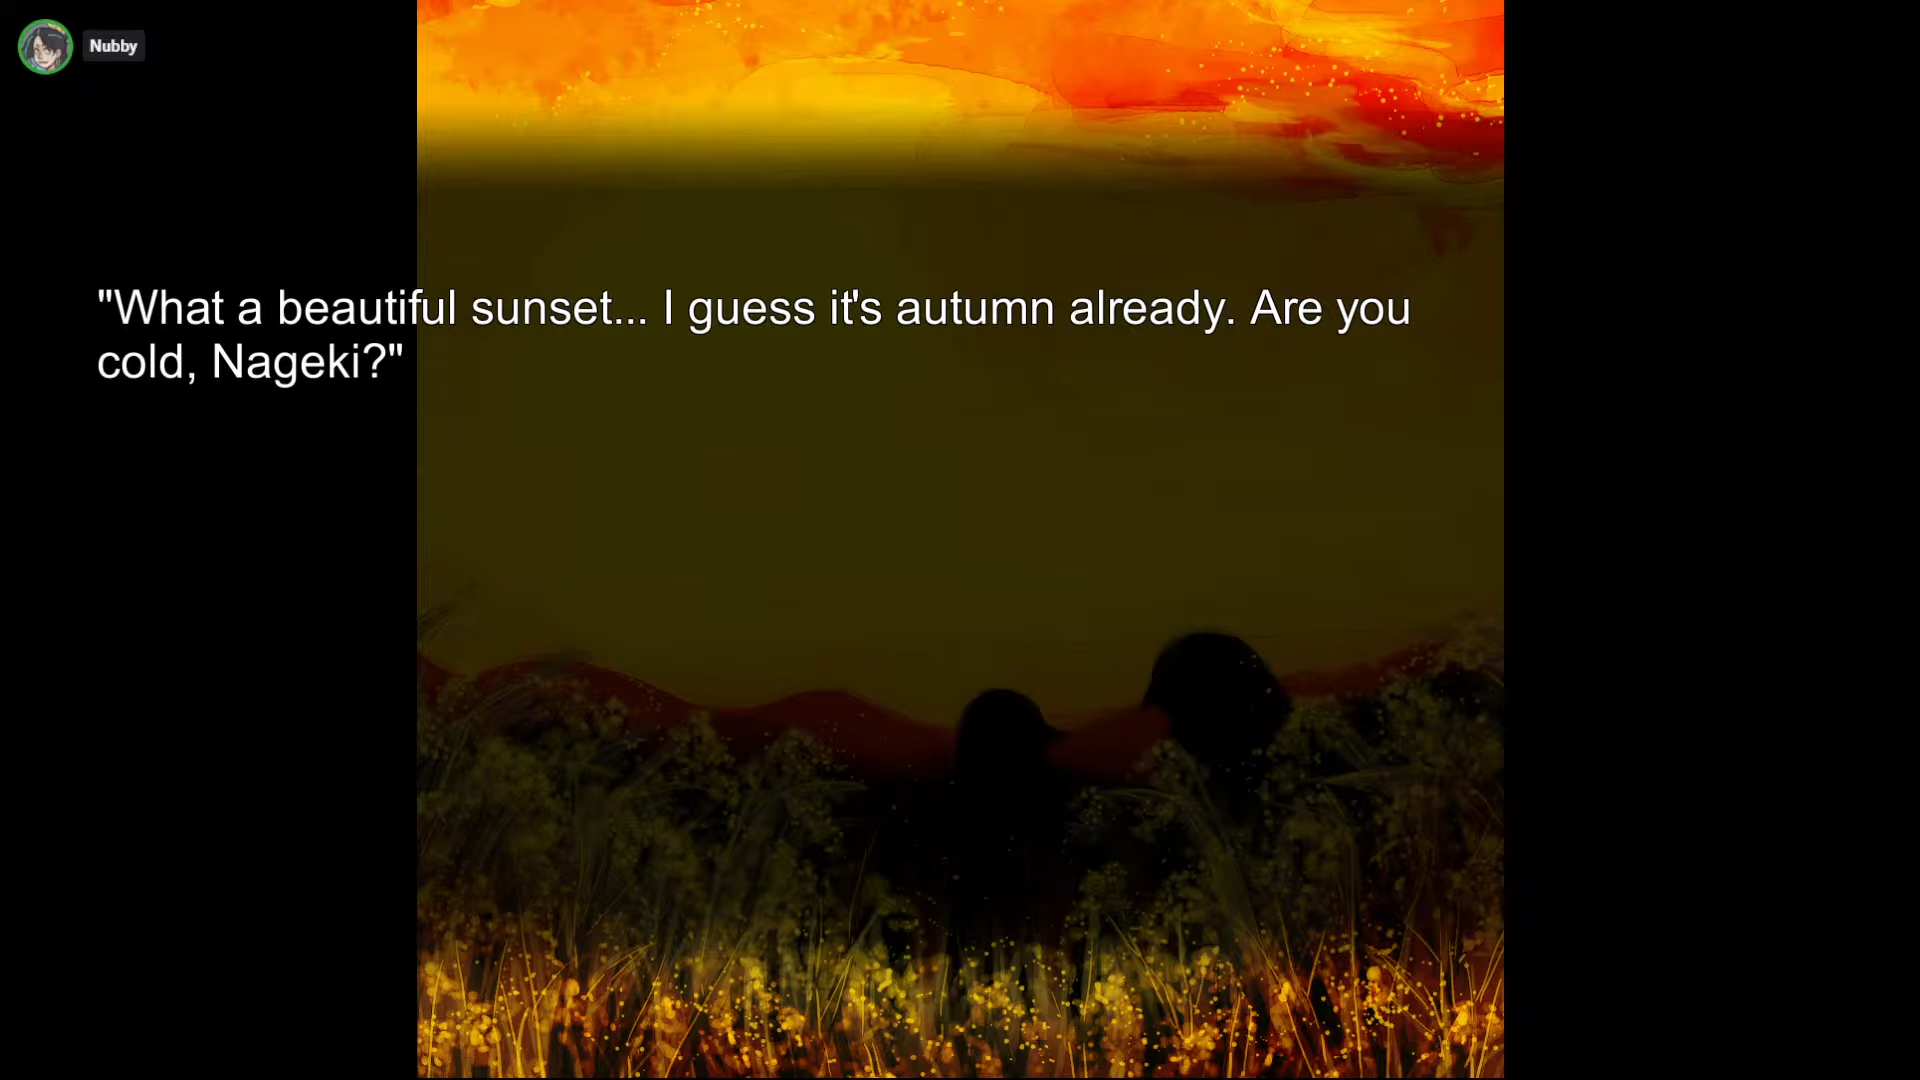 Nubby
"What a beautiful sunset... I guess it's autumn already. Are you
cold, Nageki?"